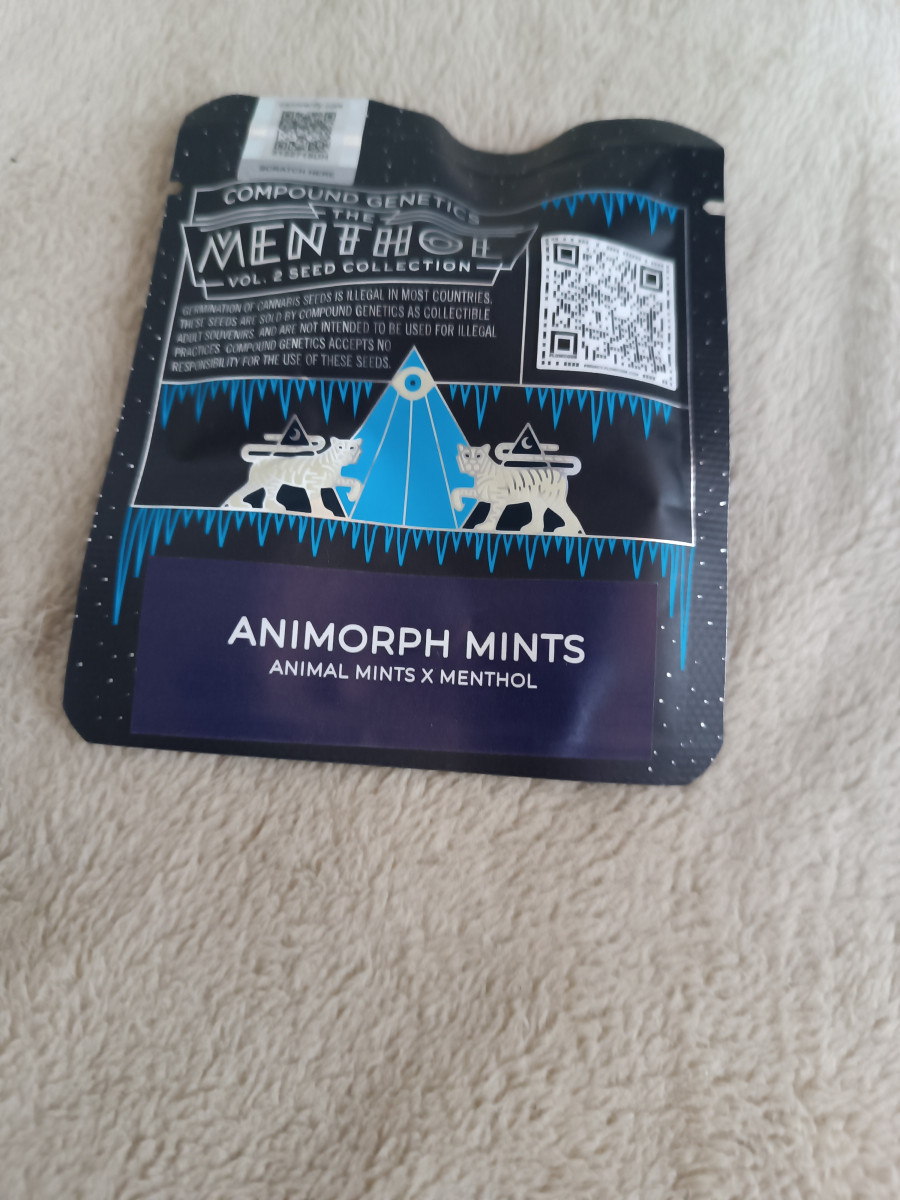 SCRATCH HERE
COMPOUND GENETICS
THE
MENTHOL
VOL. 2 SEED COLLECTION
GERMINATION OF CANNABIS SEEDS IS ILLEGAL IN MOST COUNTRIES.
THESE SEEDS ARE SOLD BY COMPOUND GENETICS AS COLLECTIBLE
ADULT SOUVENIRS AND ARE NOT INTENDED TO BE USED FOR ILLEGAL
PRACTICES. COMPOUND GENETICS ACCEPTS NO
RESPONSIBILITY FOR THE USE OF THESE SEEDS.
ANIMORPH MINTS
ANIMAL MINTS X MENTHOL